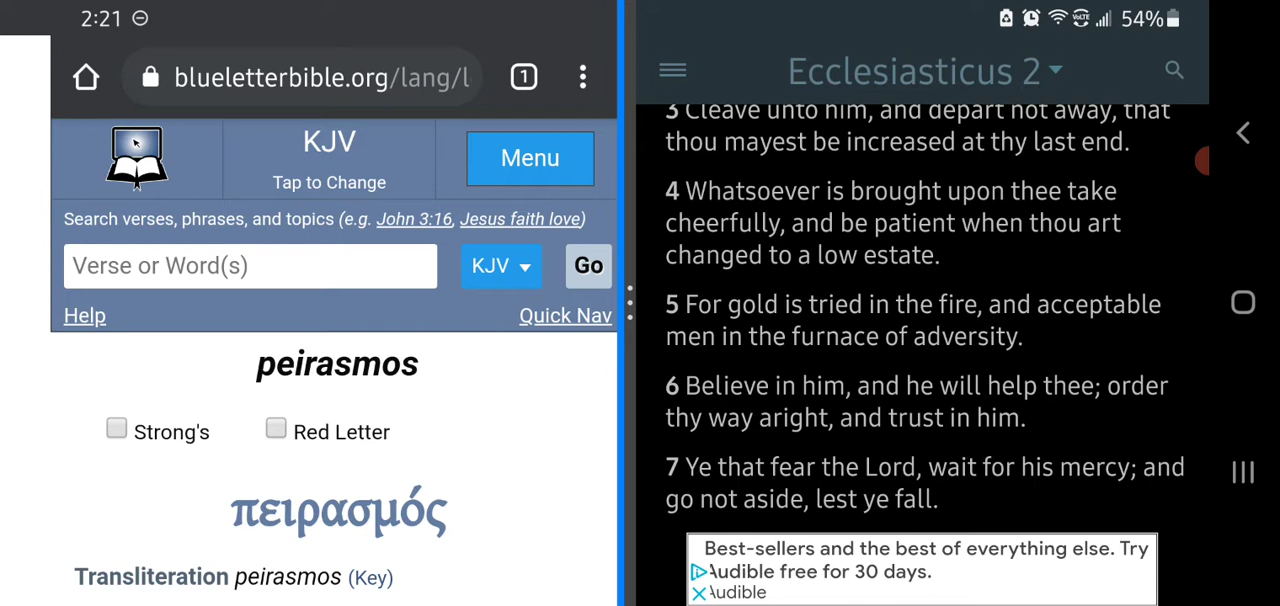 2:21
blueletterbible.org/lang/l
1
KJV
Tap to Change
Menu
Search verses, phrases, and topics (e.g. John 3:16, Jesus faith love)
Verse or Word(s)
KJV
Go
Help
Quick Nav
peirasmos
Strong's
Red Letter
πειρασμός
Transliteration peirasmos (Key)
54%
Ecclesiasticus 2
3 Cleave unto him, and depart not away, that
thou mayest be increased at thy last end.
4 Whatsoever is brought upon thee take
cheerfully, and be patient when thou art
changed to a low estate.
5 For gold is tried in the fire, and acceptable
men in the furnace of adversity.
6 Believe in him, and he will help thee; order
thy way aright, and trust in him.
7 Ye that fear the Lord, wait for his mercy; and
go not aside, lest ye fall.
Best-sellers and the best of everything else. Try
Audible free for 30 days.
Audible